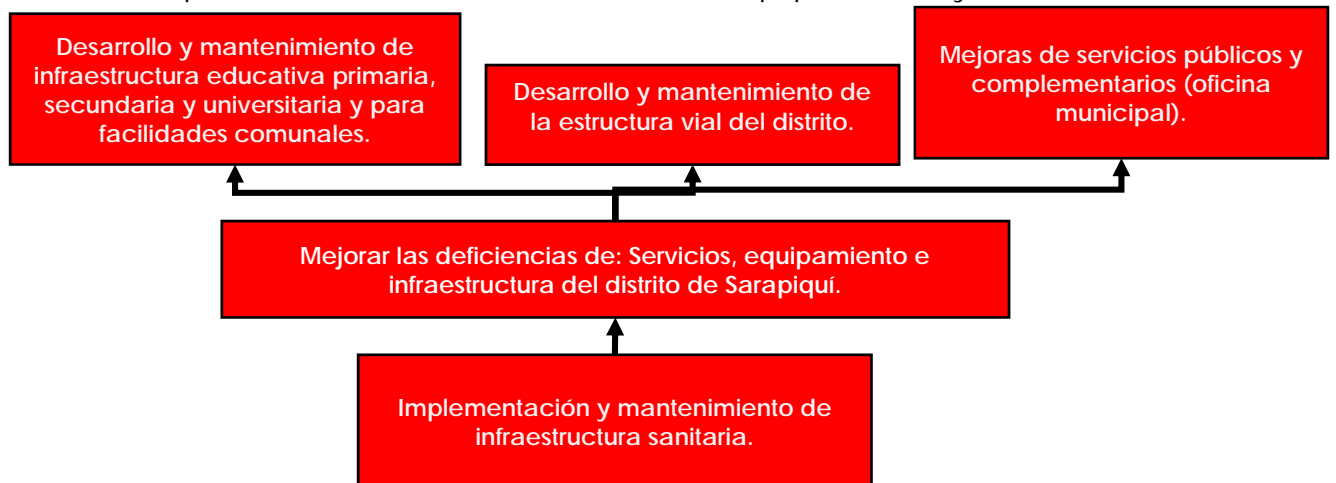 Desarrollo y mantenimiento de
infraestructura educativa primaria,
secundaria y universitaria y para
facilidades comunales.
Desarrollo y mantenimiento de
la estructura vial del distrito.
Mejoras de servicios públicos y
complementarios (oficina
municipal).
Mejorar las deficiencias de: Servicios, equipamiento e
infraestructura del distrito de Sarapiquí.
Implementación y mantenimiento de
infraestructura sanitaria.